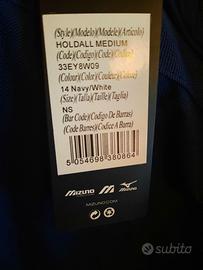 (Style)(Modelo)(Modele)(Articolo)
HOLDALL MEDIUM
(Code)(Codigo)(Code)(Codice)
33EY8W09
(Colour)(Color)(Couleur)(Colore)
14 Navy/White
(Size)(Talla)(Taille)(Taglia)
NS
(Bar Code)(Codigo De Barras)
(Code Barres)(Codice A Barra)
5 054698 380864
MIZUNO
MIZUNO
MIZUNO.COM
subito